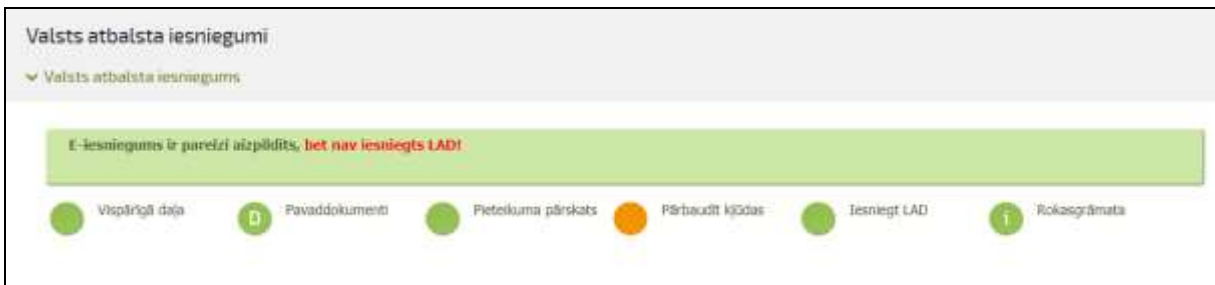 Valsts atbalsta iesniegumi
Valsts atbalsta iesniegums
E-iesniegums ir pareizi aizpildīts, bet nav iesniegts LAD!
Vispārīgā daļa
D
Pavaddokumenti
Pieteikuma pārskats
Pārbaudīt kļūdas
Iesniegt LAD
i
Rokasgrāmata